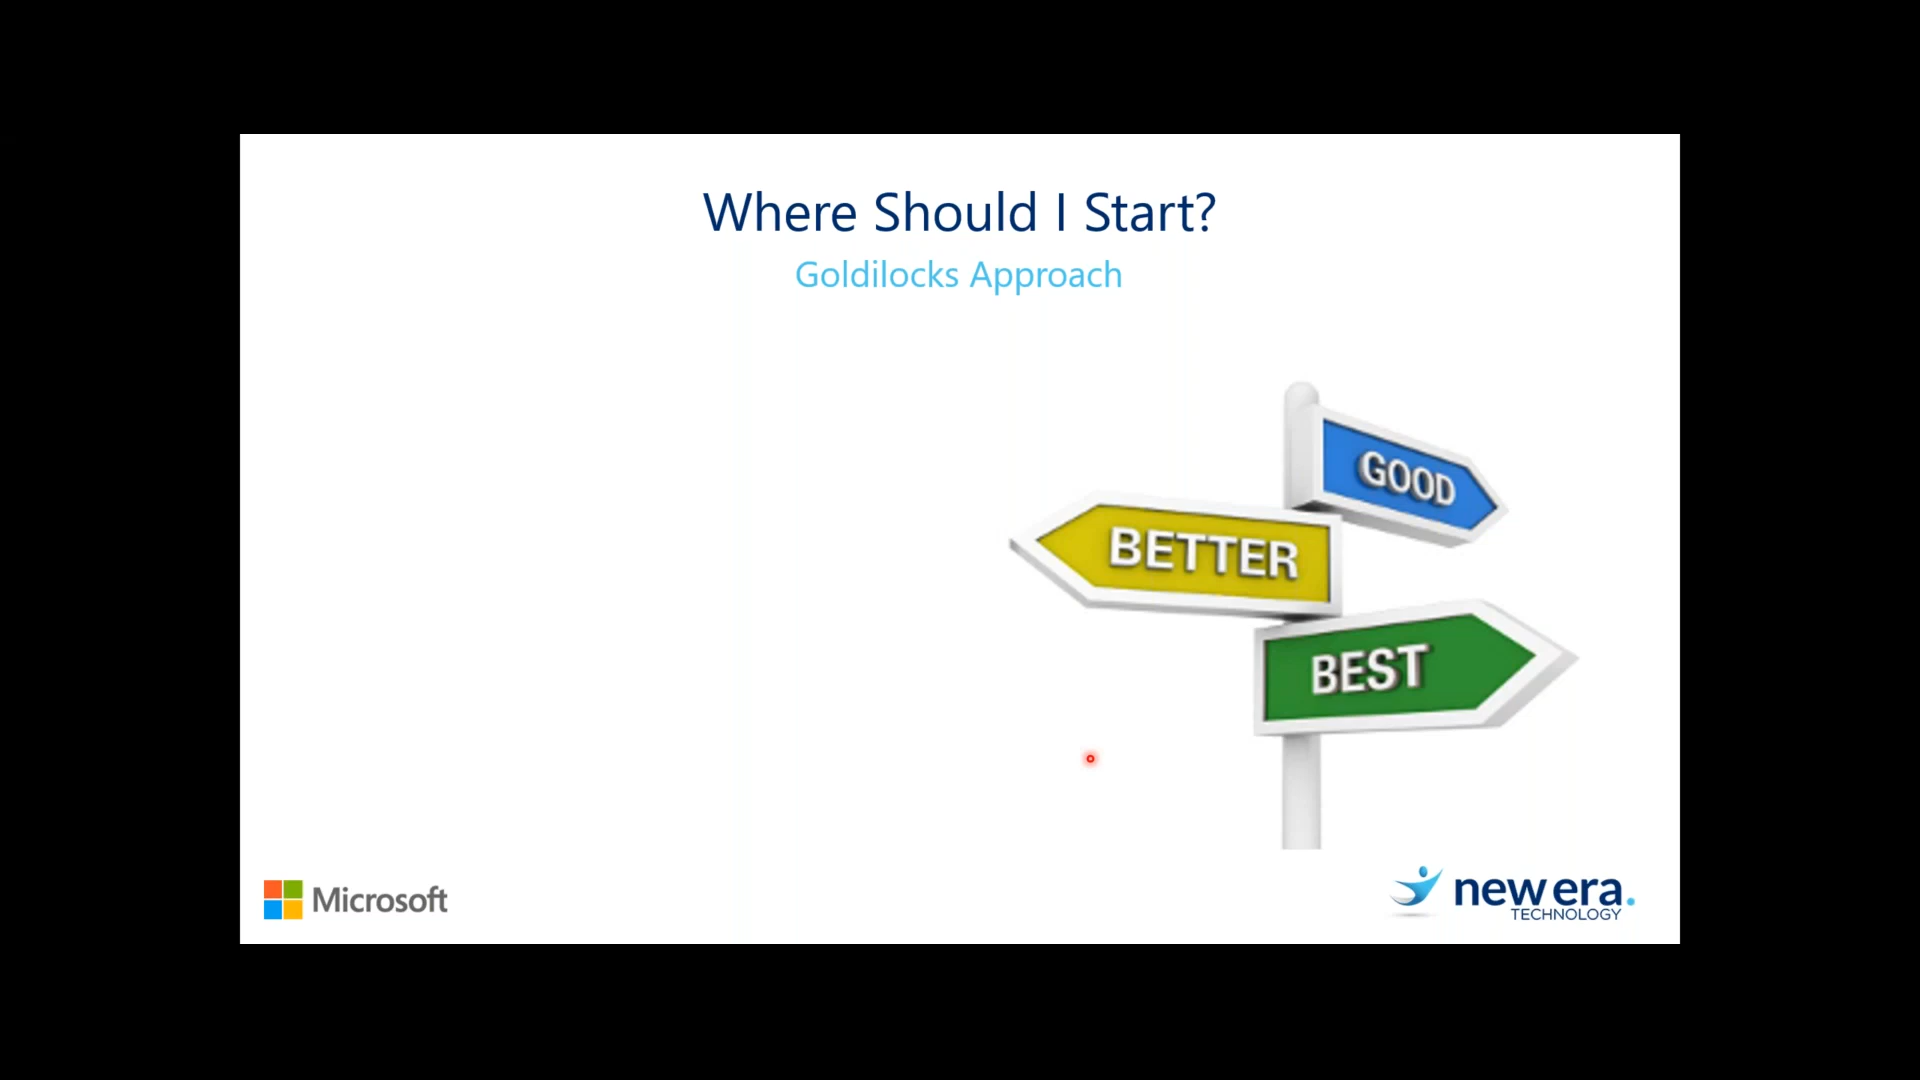 Where Should I Start?
Goldilocks Approach
GOOD
BETTER
BEST
Microsoft
new era.
TECHNOLOGY